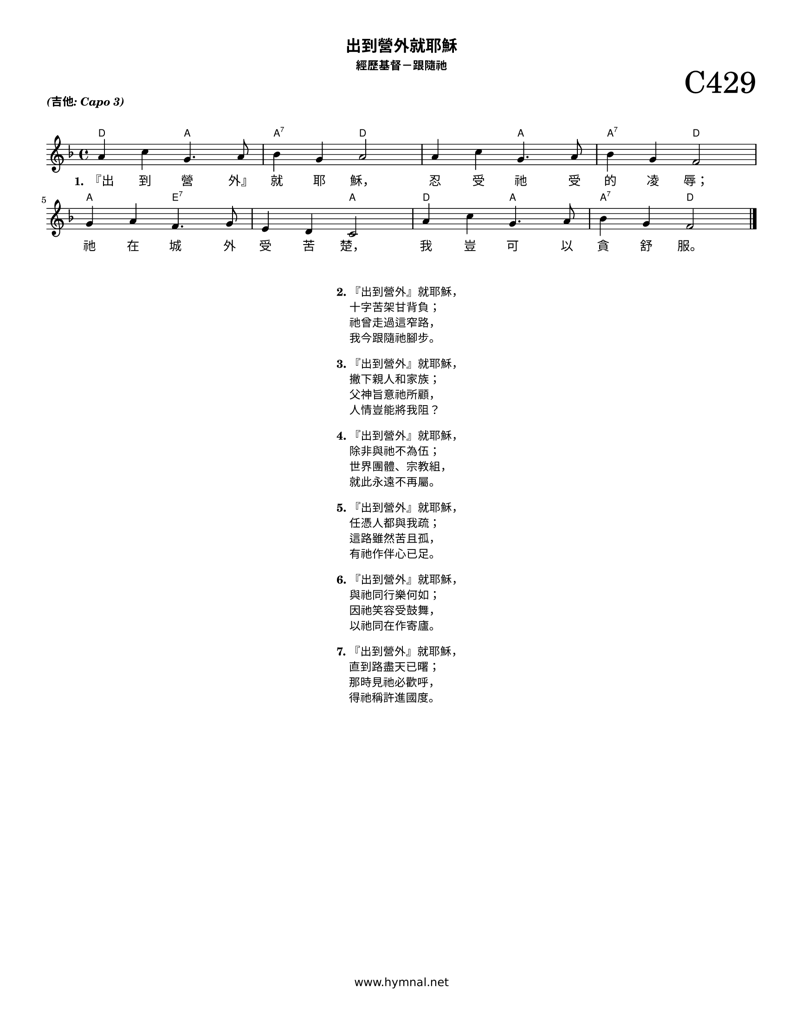 出到營外就耶穌
經歷基督－跟隨祂
C429
(吉他: Capo 3)
D A A7 D A A7 D
1. 『出 到 營 外』 就 耶 穌， 忍 受 祂 受 的 凌 辱；
5 A E7 A D A A7 D
祂 在 城 外 受 苦 楚， 我 豈 可 以 貪 舒 服。
2. 『出到營外』就耶穌，
十字苦架甘背負；
祂曾走過這窄路，
我今跟隨祂腳步。
3. 『出到營外』就耶穌，
撇下親人和家族；
父神旨意祂所顧，
人情豈能將我阻？
4. 『出到營外』就耶穌，
除非與祂不為伍；
世界團體、宗教組，
就此永遠不再屬。
5. 『出到營外』就耶穌，
任憑人都與我疏；
這路雖然苦且孤，
有祂作伴心已足。
6. 『出到營外』就耶穌，
與祂同行樂何如；
因祂笑容受鼓舞，
以祂同在作寄廬。
7. 『出到營外』就耶穌，
直到路盡天已曙；
那時見祂必歡呼，
得祂稱許進國度。
www.hymnal.net